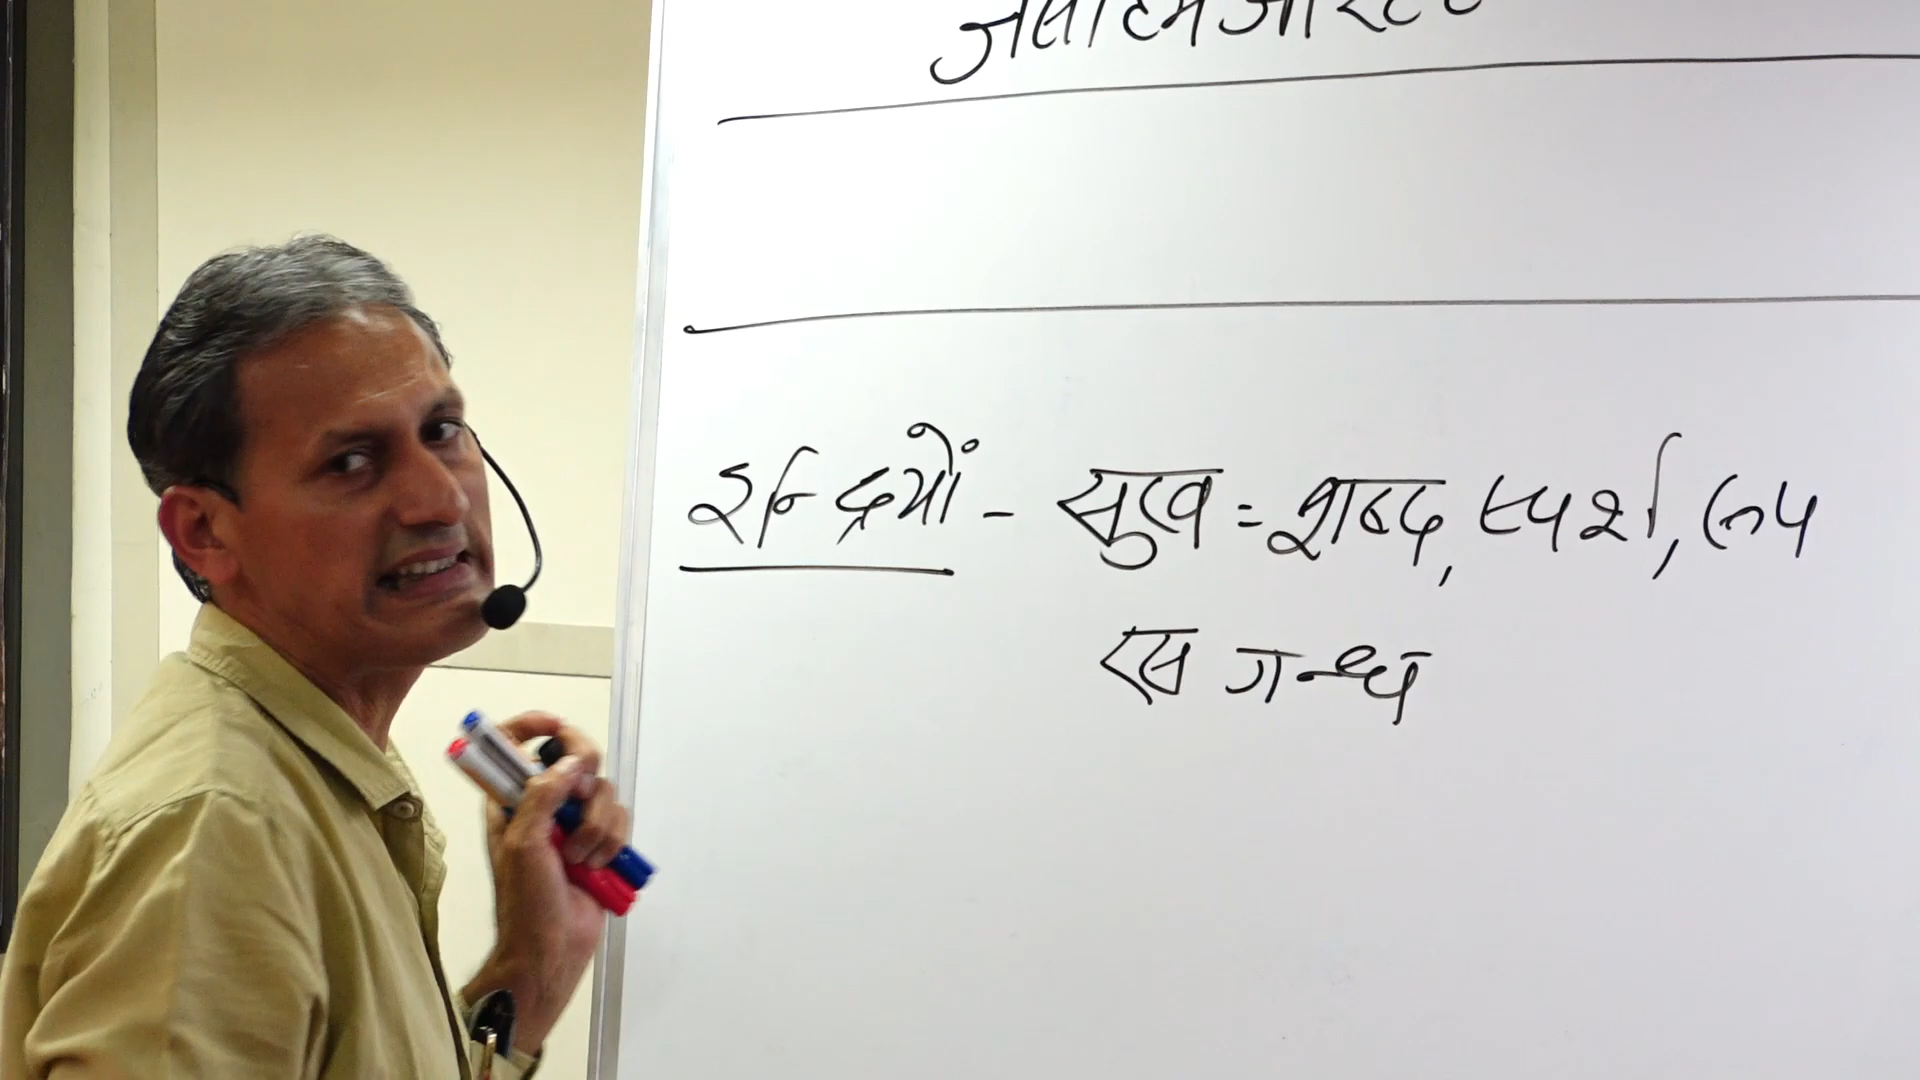 इन्द्रियों - सुख = शब्द, स्पर्श, रूप
रस गन्ध